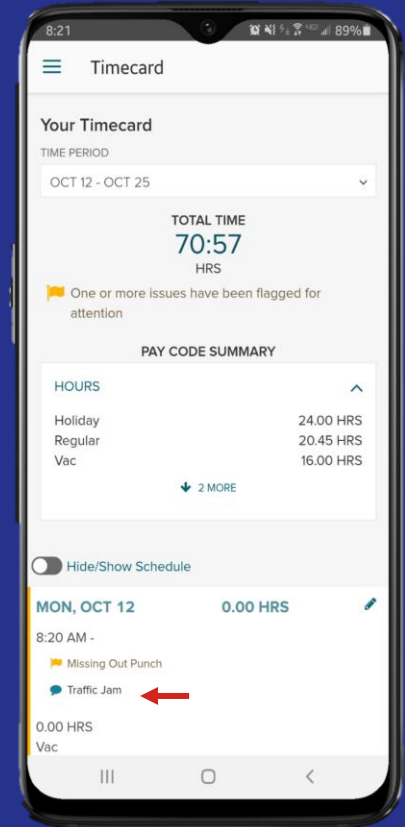 8:21
89%
Timecard
Your Timecard
TIME PERIOD
OCT 12 - OCT 25
TOTAL TIME
70:57
HRS
One or more issues have been flagged for
attention
PAY CODE SUMMARY
HOURS
Holiday 24.00 HRS
Regular 20.45 HRS
Vac 16.00 HRS
2 MORE
Hide/Show Schedule
MON, OCT 12 0.00 HRS
8:20 AM -
Missing Out Punch
Traffic Jam
0.00 HRS
Vac